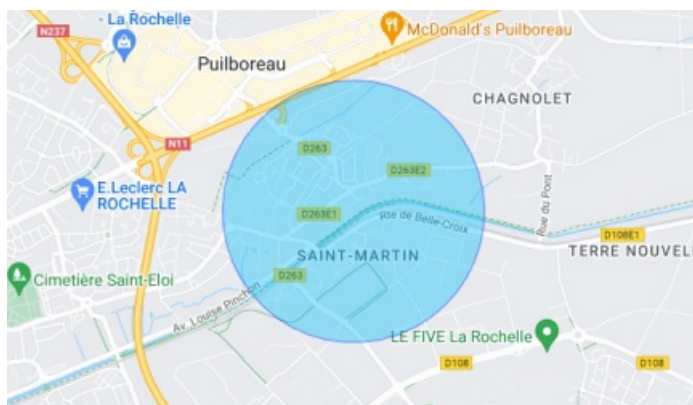 - La Rochelle
N237
McDonald's Puilboreau
Puilboreau
CHAGNOLET
N11
D263
D263E2
E.Leclerc LA
ROCHELLE
D263E1
Rte de Belle-Croix
Rue du Pont
D108E1
SAINT-MARTIN
TERRE NOUVELL
D263
Cimetière Saint-Eloi
Av. Louise Pinchon
LE FIVE La Rochelle
D108
D108